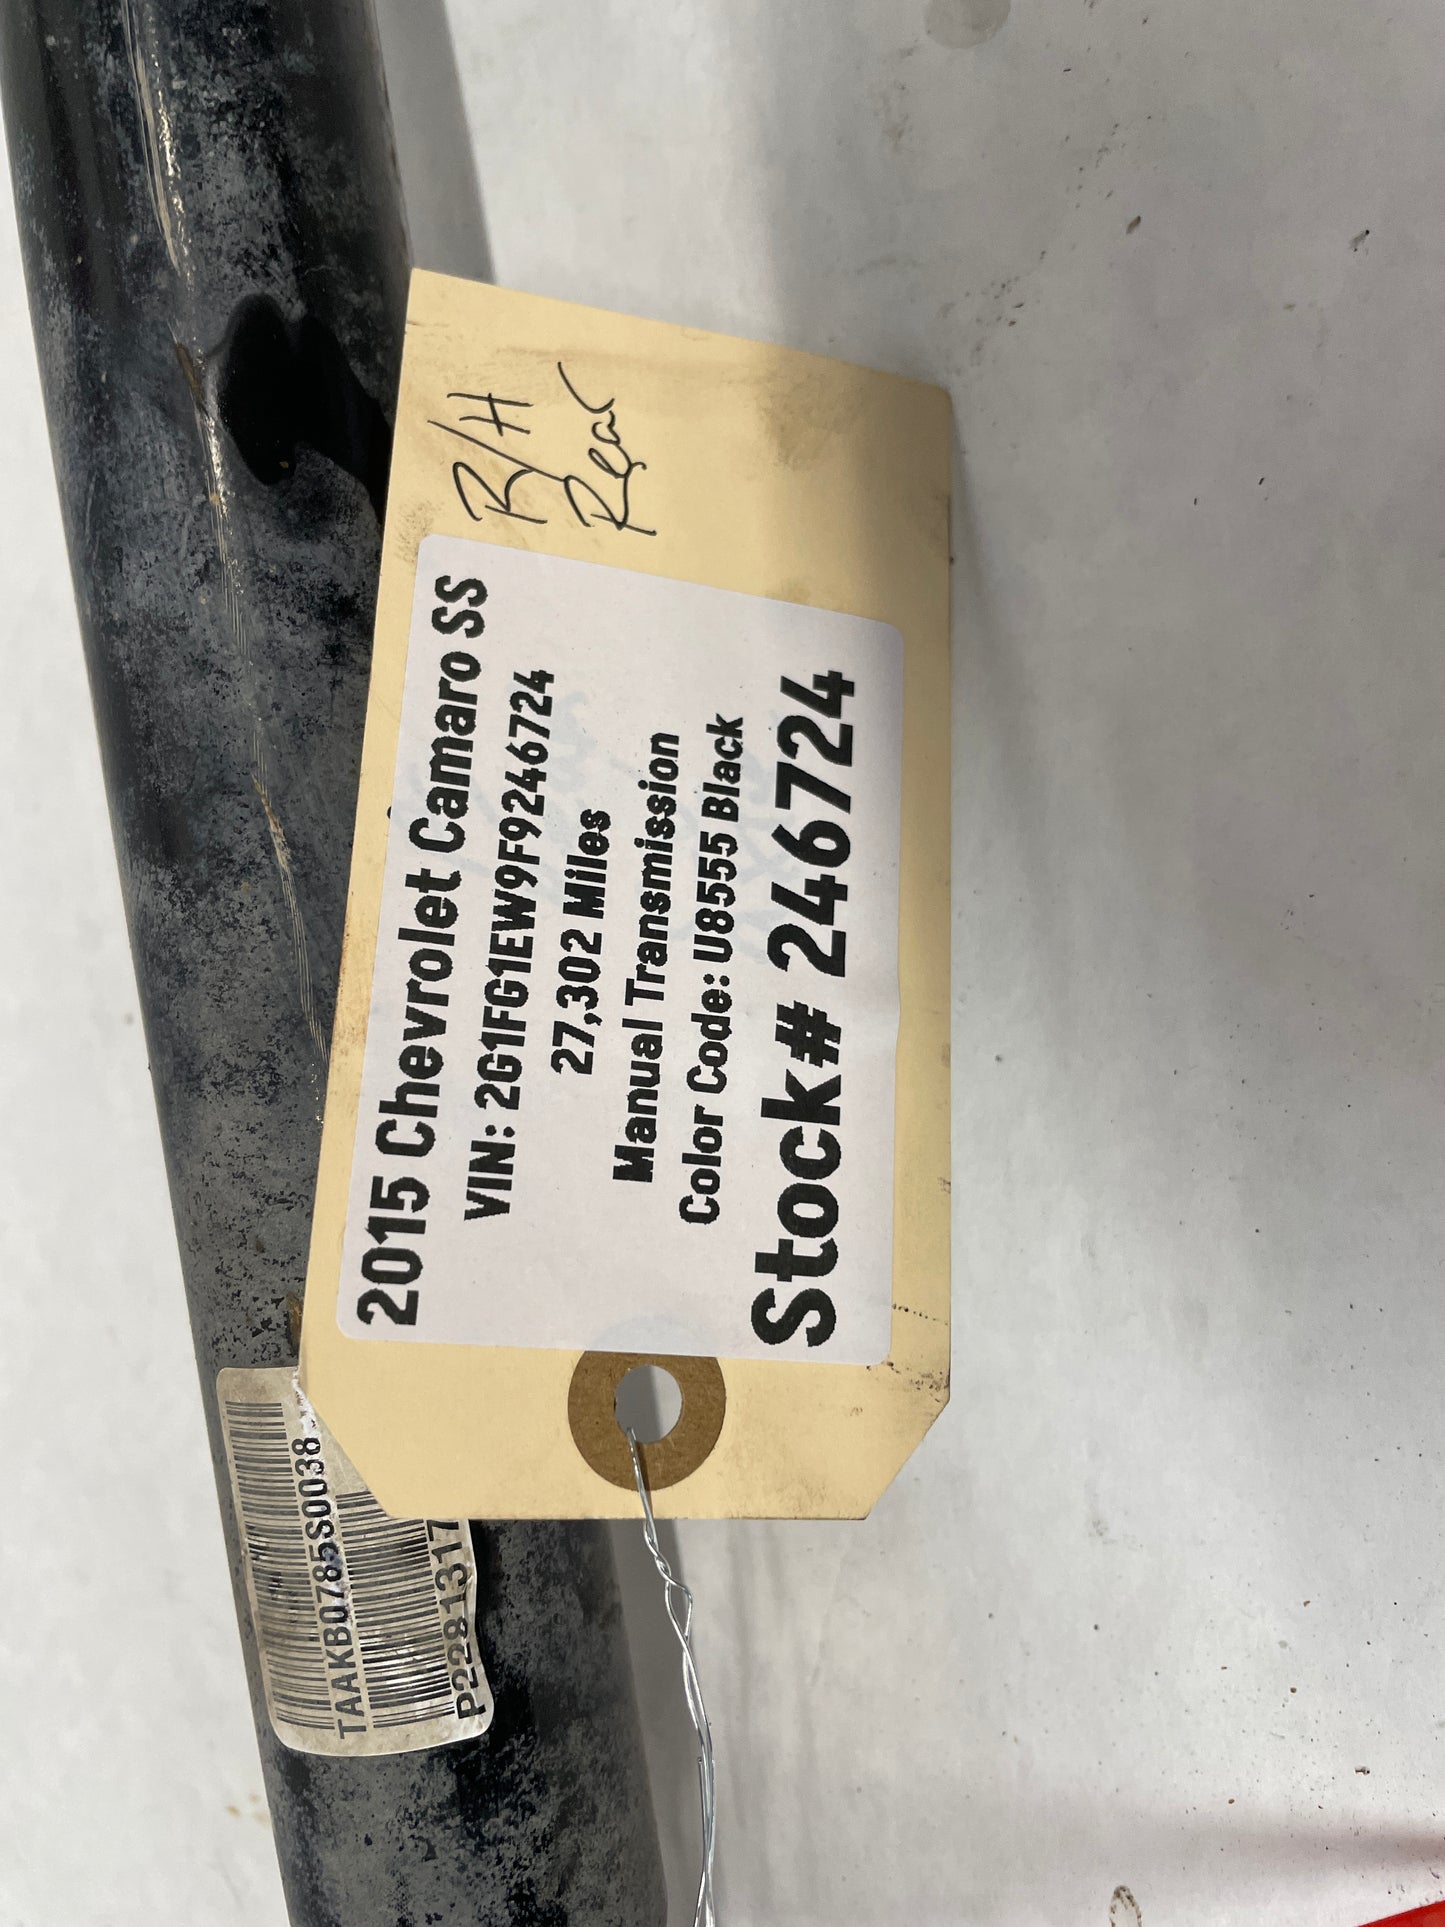 R/H
Rear
2015 Chevrolet Camaro SS
VIN: 2G1FG1EW9F9246724
27,302 Miles
Manual Transmission
Color Code: U8555 Black
Stock# 246724
TAAKB0785S0038
P2281317